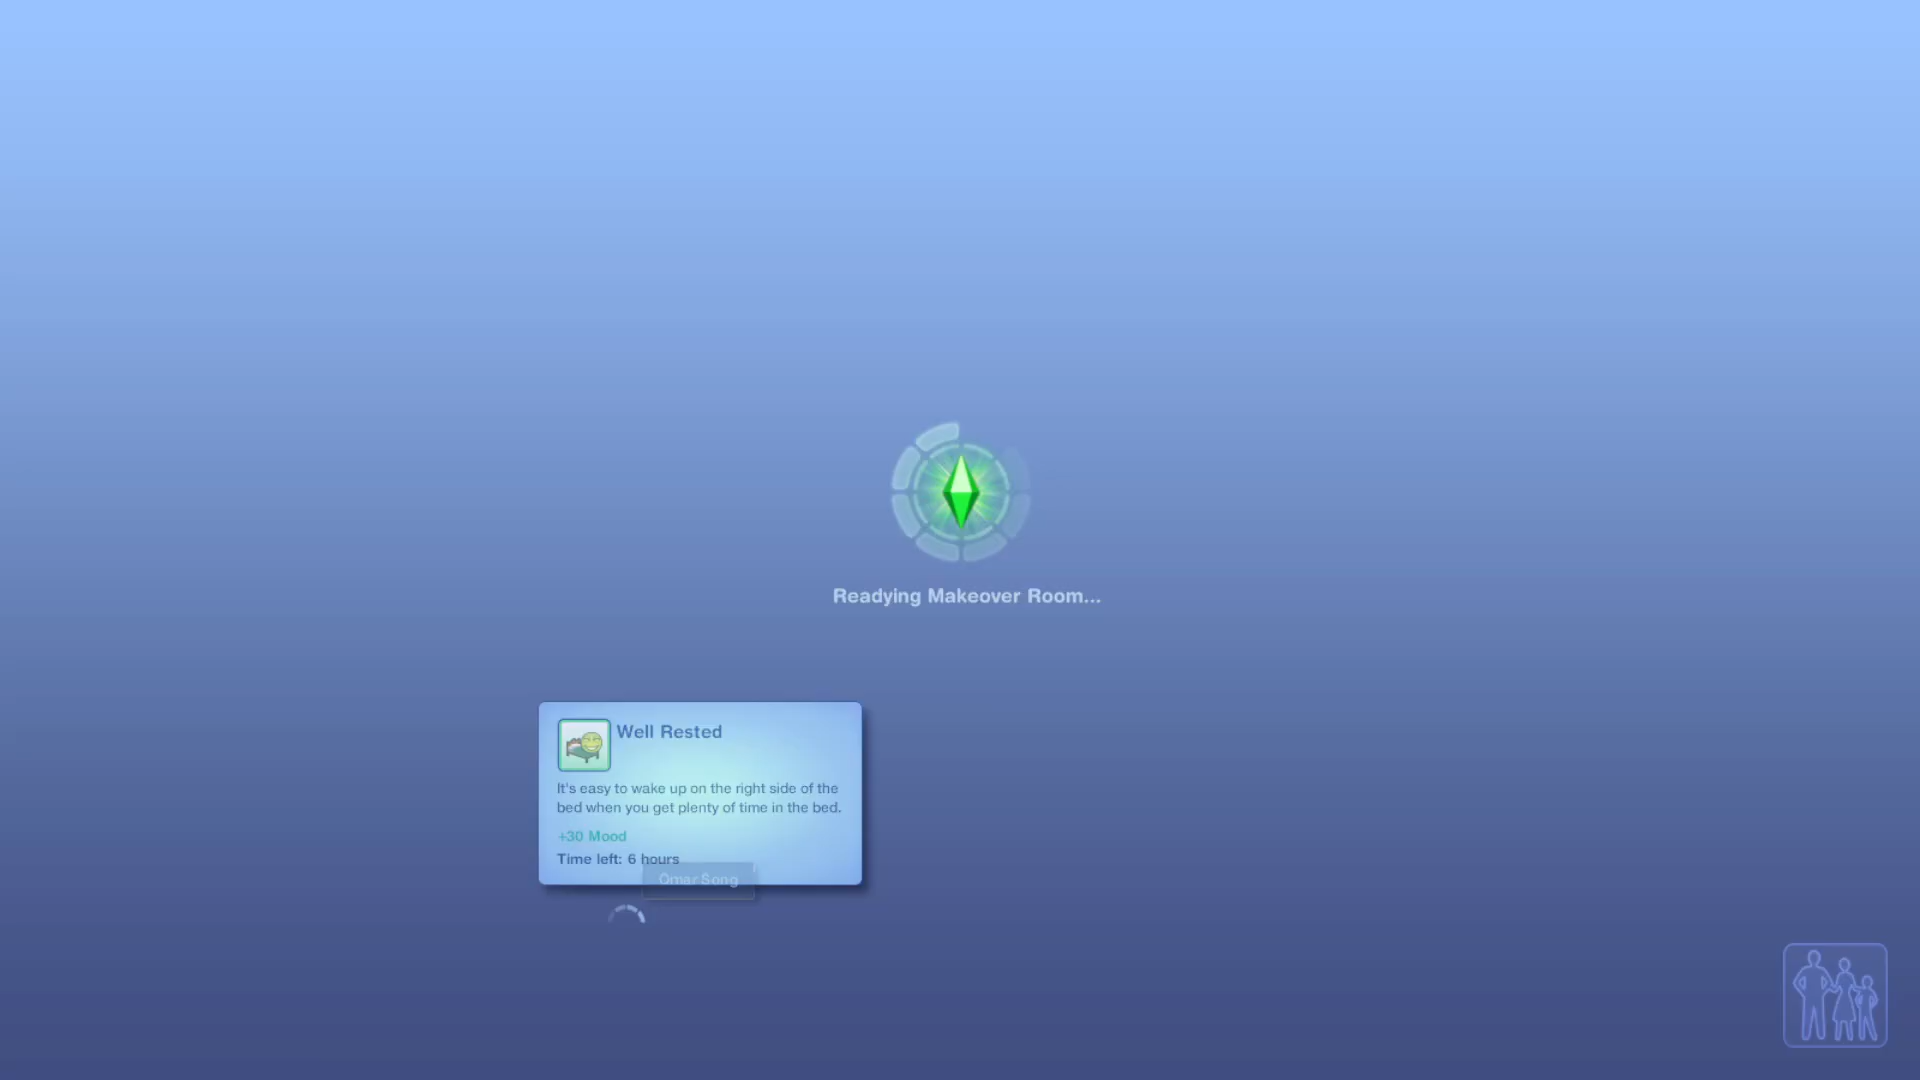 Readying Makeover Room...
Well Rested
It's easy to wake up on the right side of the
bed when you get plenty of time in the bed.
+30 Mood
Time left: 6 hours
Omar Song